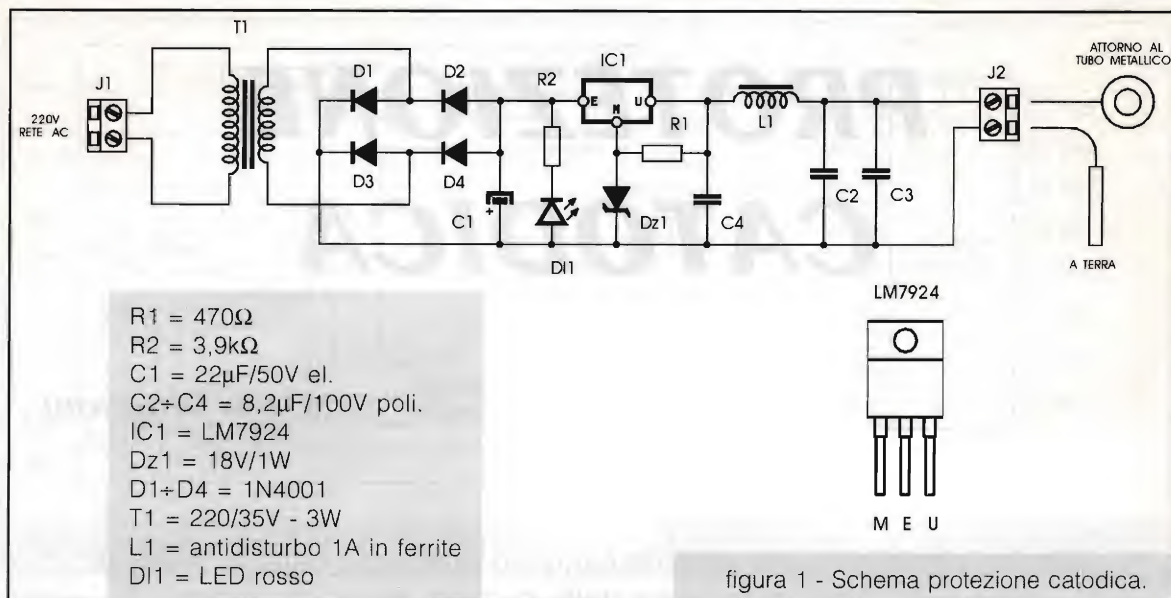 T1
J1
220V
RETE AC
D1
D2
D3
D4
C1
+
R2
DI1
IC1
E
M
U
R1
Dz1
C4
L1
C2
C3
J2
ATTORNO AL
TUBO METALLICO
A TERRA
R1 = 470Ω
R2 = 3,9kΩ
C1 = 22µF/50V el.
C2÷C4 = 8,2µF/100V poli.
IC1 = LM7924
Dz1 = 18V/1W
D1÷D4 = 1N4001
T1 = 220/35V - 3W
L1 = antidisturbo 1A in ferrite
DI1 = LED rosso
LM7924
M E U
figura 1 - Schema protezione catodica.